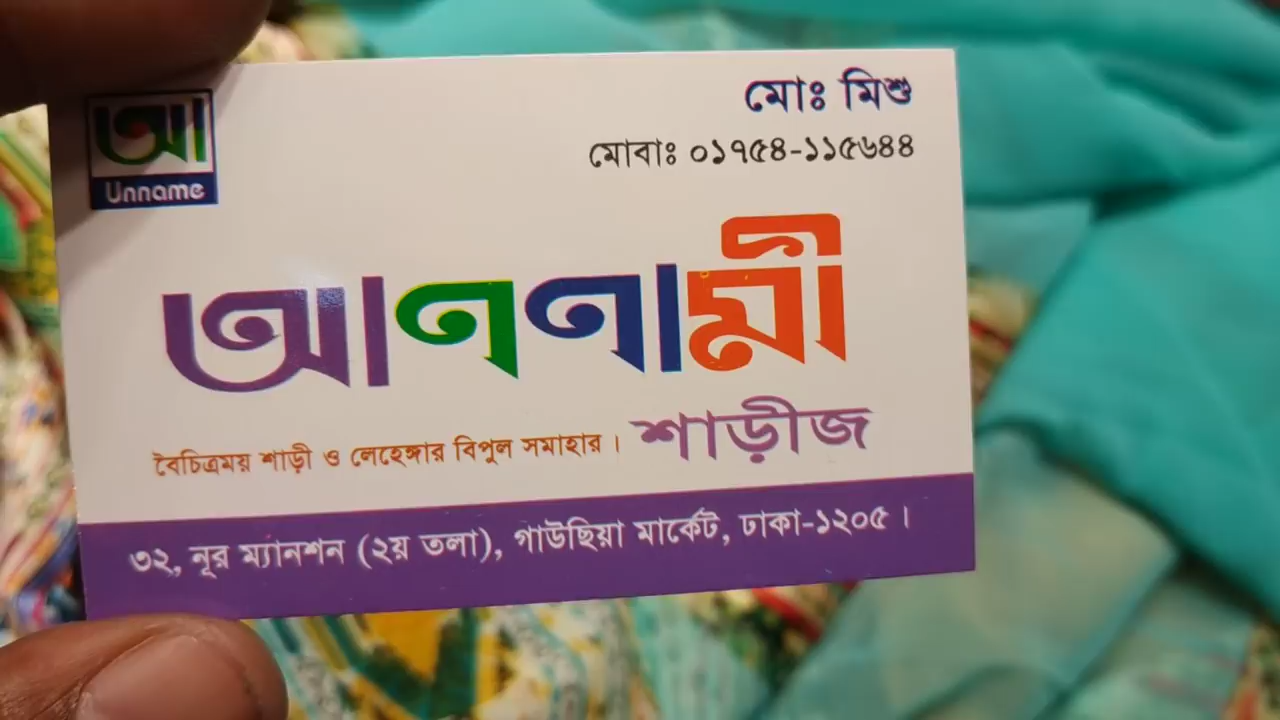 আ
Unname
মোঃ মিশু
মোবাঃ ০১৭৫৪-১১৫৬৪৪
আননামী
শাড়ীজ
বৈচিত্রময় শাড়ী ও লেহেঙ্গার বিপুল সমাহার।
৩২, নূর ম্যানশন (২য় তলা), গাউছিয়া মার্কেট, ঢাকা-১২০৫।